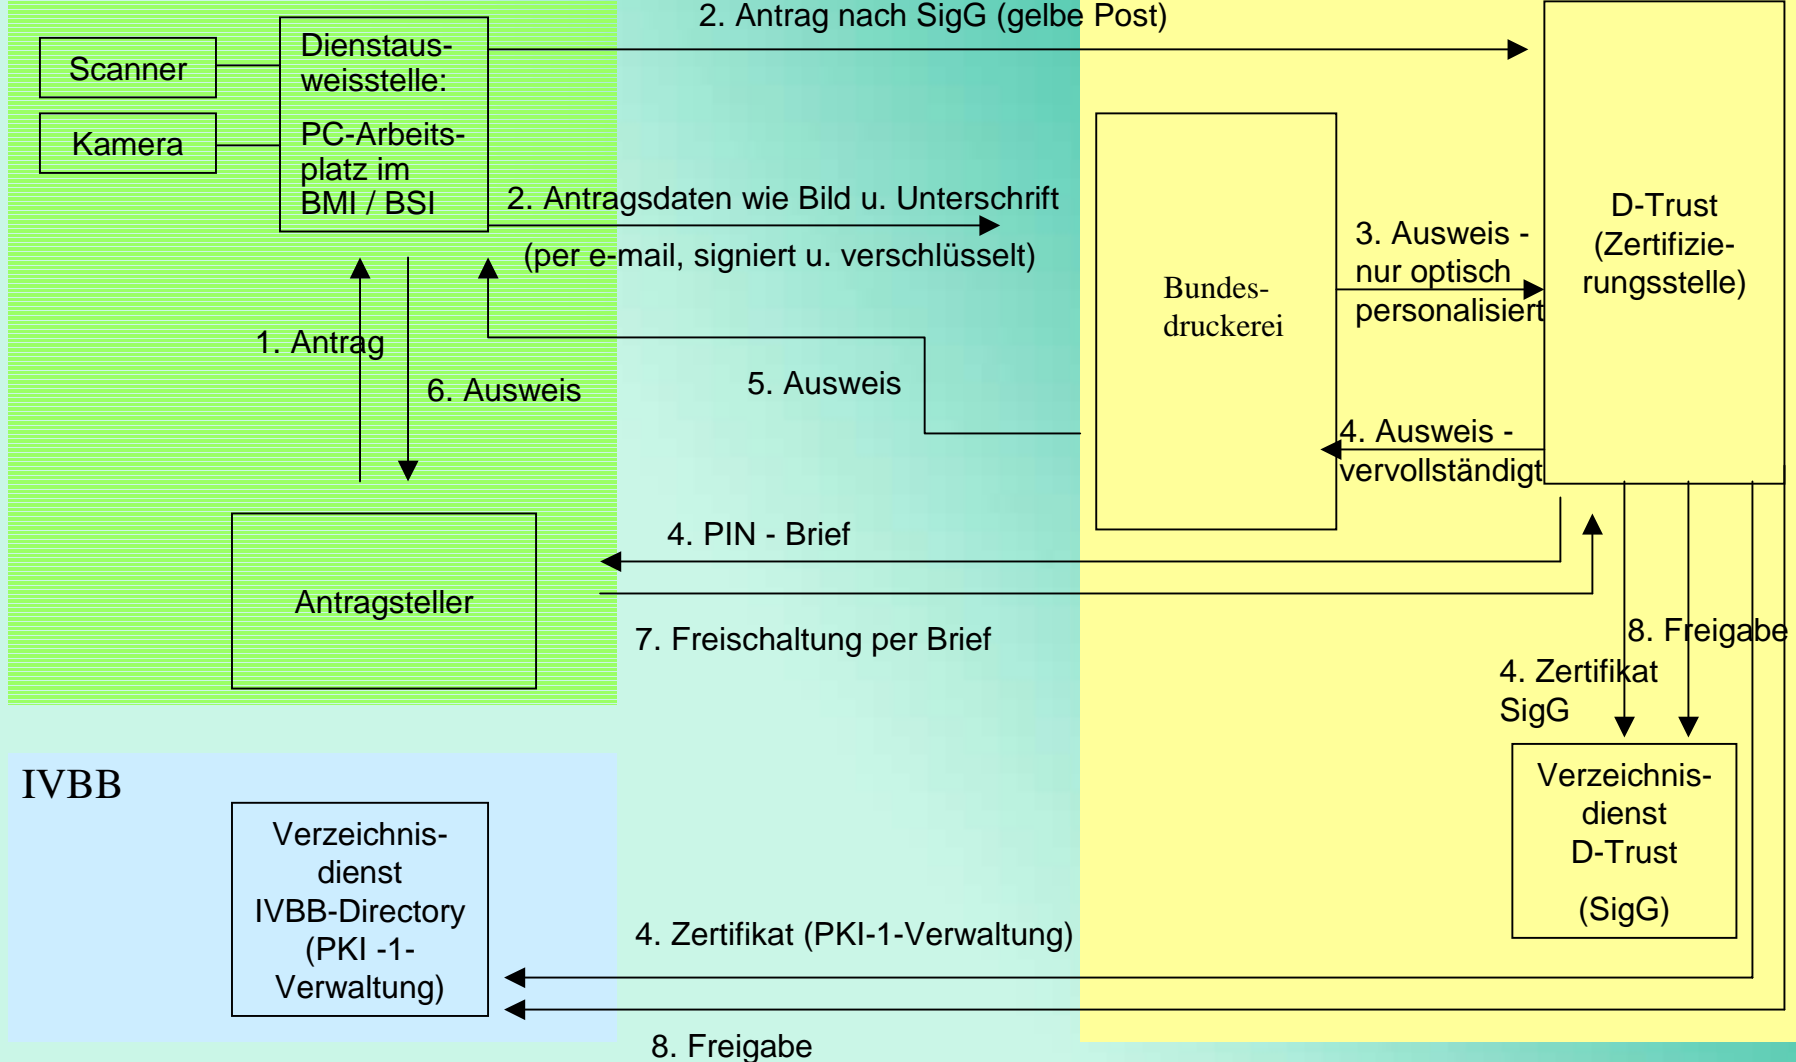 2. Antrag nach SigG (gelbe Post)
Scanner
Kamera
Dienstaus-
weisstelle:
PC-Arbeits-
platz im
BMI / BSI
2. Antragsdaten wie Bild u. Unterschrift
(per e-mail, signiert u. verschlüsselt)
Bundes-
druckerei
3. Ausweis -
nur optisch
personalisiert
D-Trust
(Zertifizie-
rungsstelle)
1. Antrag
6. Ausweis
5. Ausweis
4. Ausweis -
vervollständigt
4. PIN - Brief
Antragsteller
7. Freischaltung per Brief
8. Freigabe
4. Zertifikat
SigG
IVBB
Verzeichnis-
dienst
IVBB-Directory
(PKI -1-
Verwaltung)
Verzeichnis-
dienst
D-Trust
(SigG)
4. Zertifikat (PKI-1-Verwaltung)
8. Freigabe